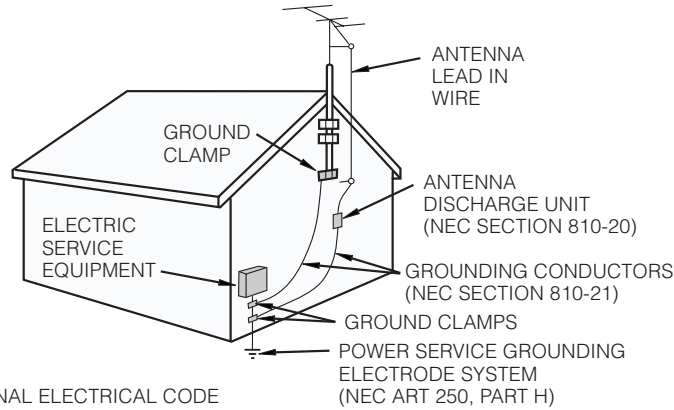 ANTENNA
LEAD IN
WIRE
GROUND
CLAMP
ANTENNA
DISCHARGE UNIT
(NEC SECTION 810-20)
ELECTRIC
SERVICE
EQUIPMENT
GROUNDING CONDUCTORS
(NEC SECTION 810-21)
GROUND CLAMPS
POWER SERVICE GROUNDING
ELECTRODE SYSTEM
(NEC ART 250, PART H)
ELECTRICAL CODE